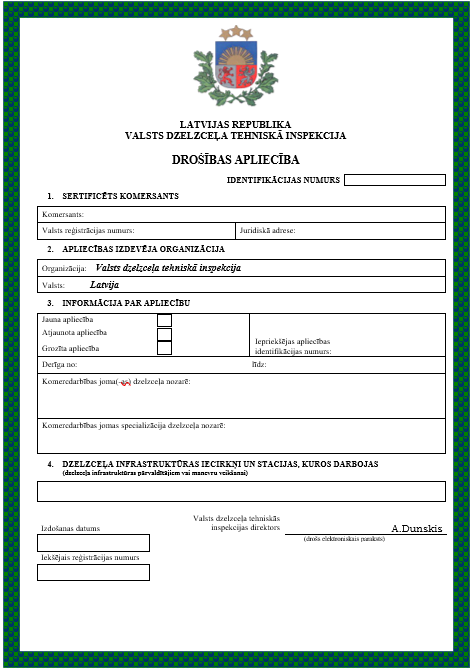 LATVIJAS REPUBLIKA
VALSTS DZELZCEĻA TEHNISKĀ INSPEKCIJA
DROŠĪBAS APLIECĪBA
IDENTIFIKĀCIJAS NUMURS
1. SERTIFICĒTS KOMERSANTS
Komersants:
Valsts reģistrācijas numurs: Juridiskā adrese:
2. APLIECĪBAS IZDEVĒJA ORGANIZĀCIJA
Organizācija: Valsts dzelzceļa tehniskā inspekcija
Valsts: Latvija
3. INFORMĀCIJA PAR APLIECĪBU
Jauna apliecība
Atjaunota apliecība
Grozīta apliecība
Iepriekšējas apliecības
identifikācijas numurs:
Derīga no: līdz:
Komercdarbības joma(-as) dzelzceļa nozarē:
Komercdarbības jomas specializācija dzelzceļa nozarē:
4. DZELZCEĻA INFRASTRUKTŪRAS IECIRKŅI UN STACIJAS, KUROS DARBOJAS
(dzelzceļa infrastruktūras pārvaldītājiem vai manevru veikšanai)
Valsts dzelzceļa tehniskās
inspekcijas direktors A.Dunskis
(drošs elektroniskais paraksts)
Izdošanas datums
Iekšējais reģistrācijas numurs